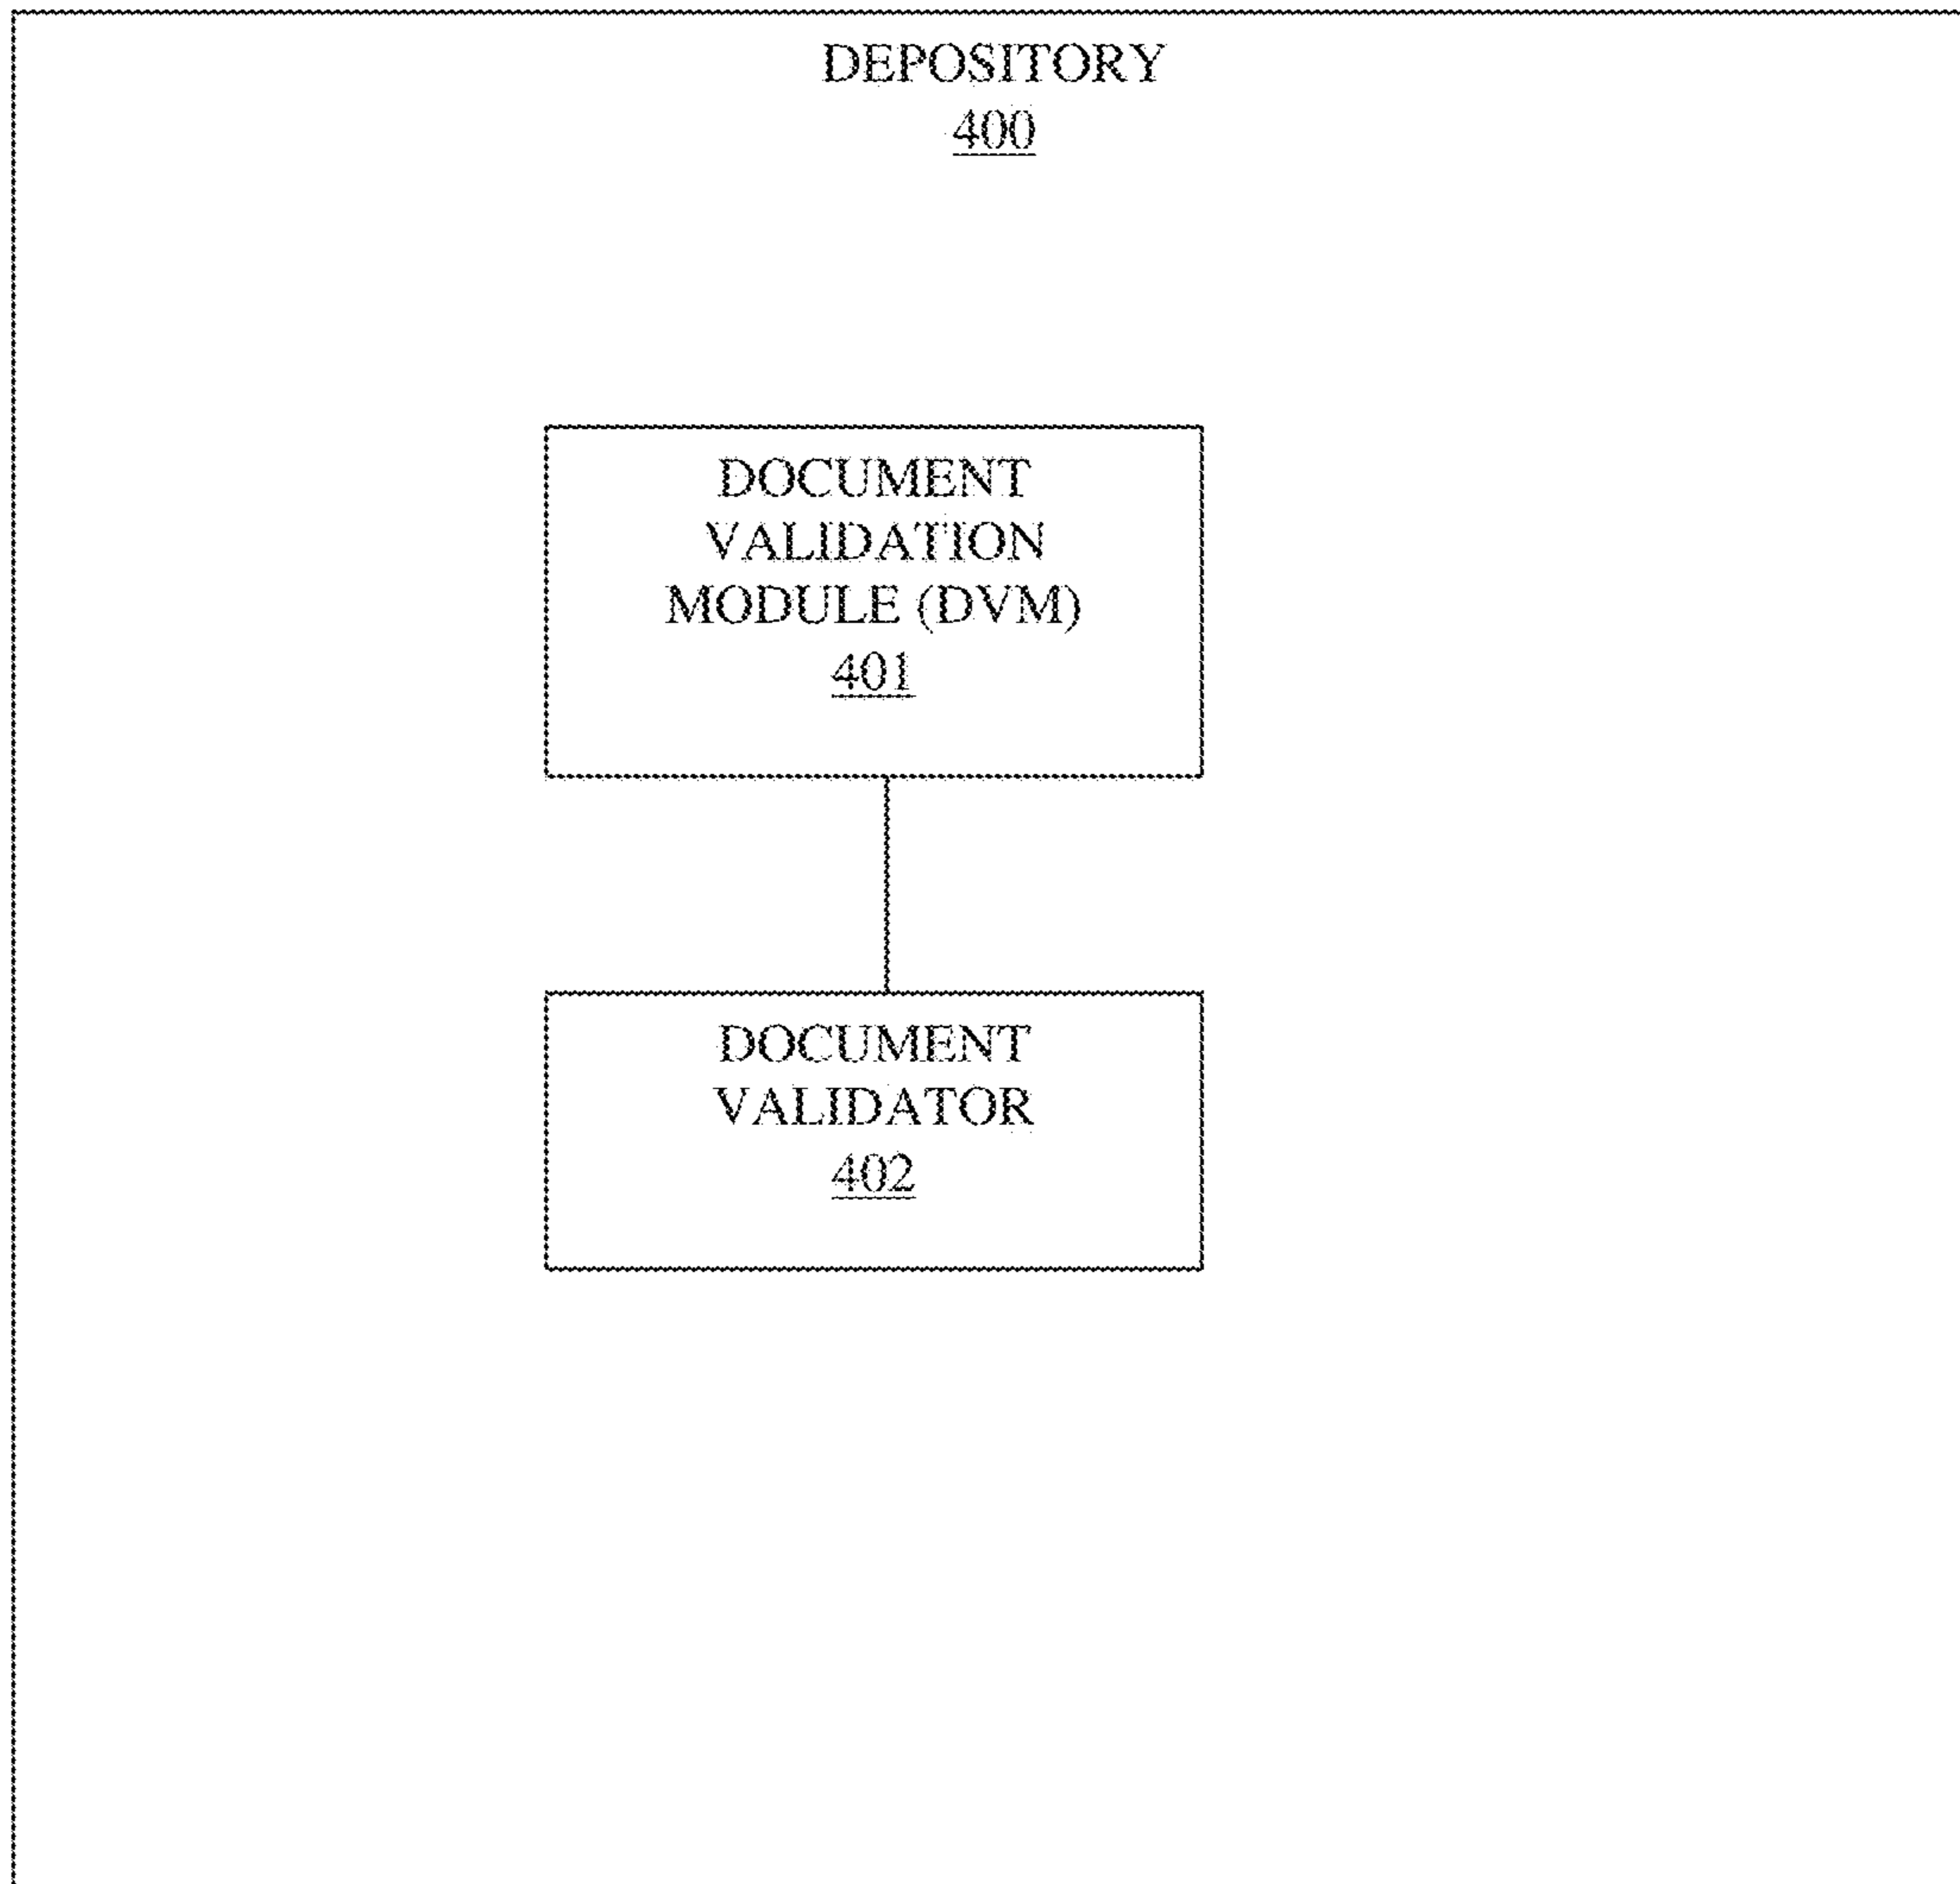 DEPOSITORY
400
DOCUMENT
VALIDATION
MODULE (DVM)
401
DOCUMENT
VALIDATOR
402